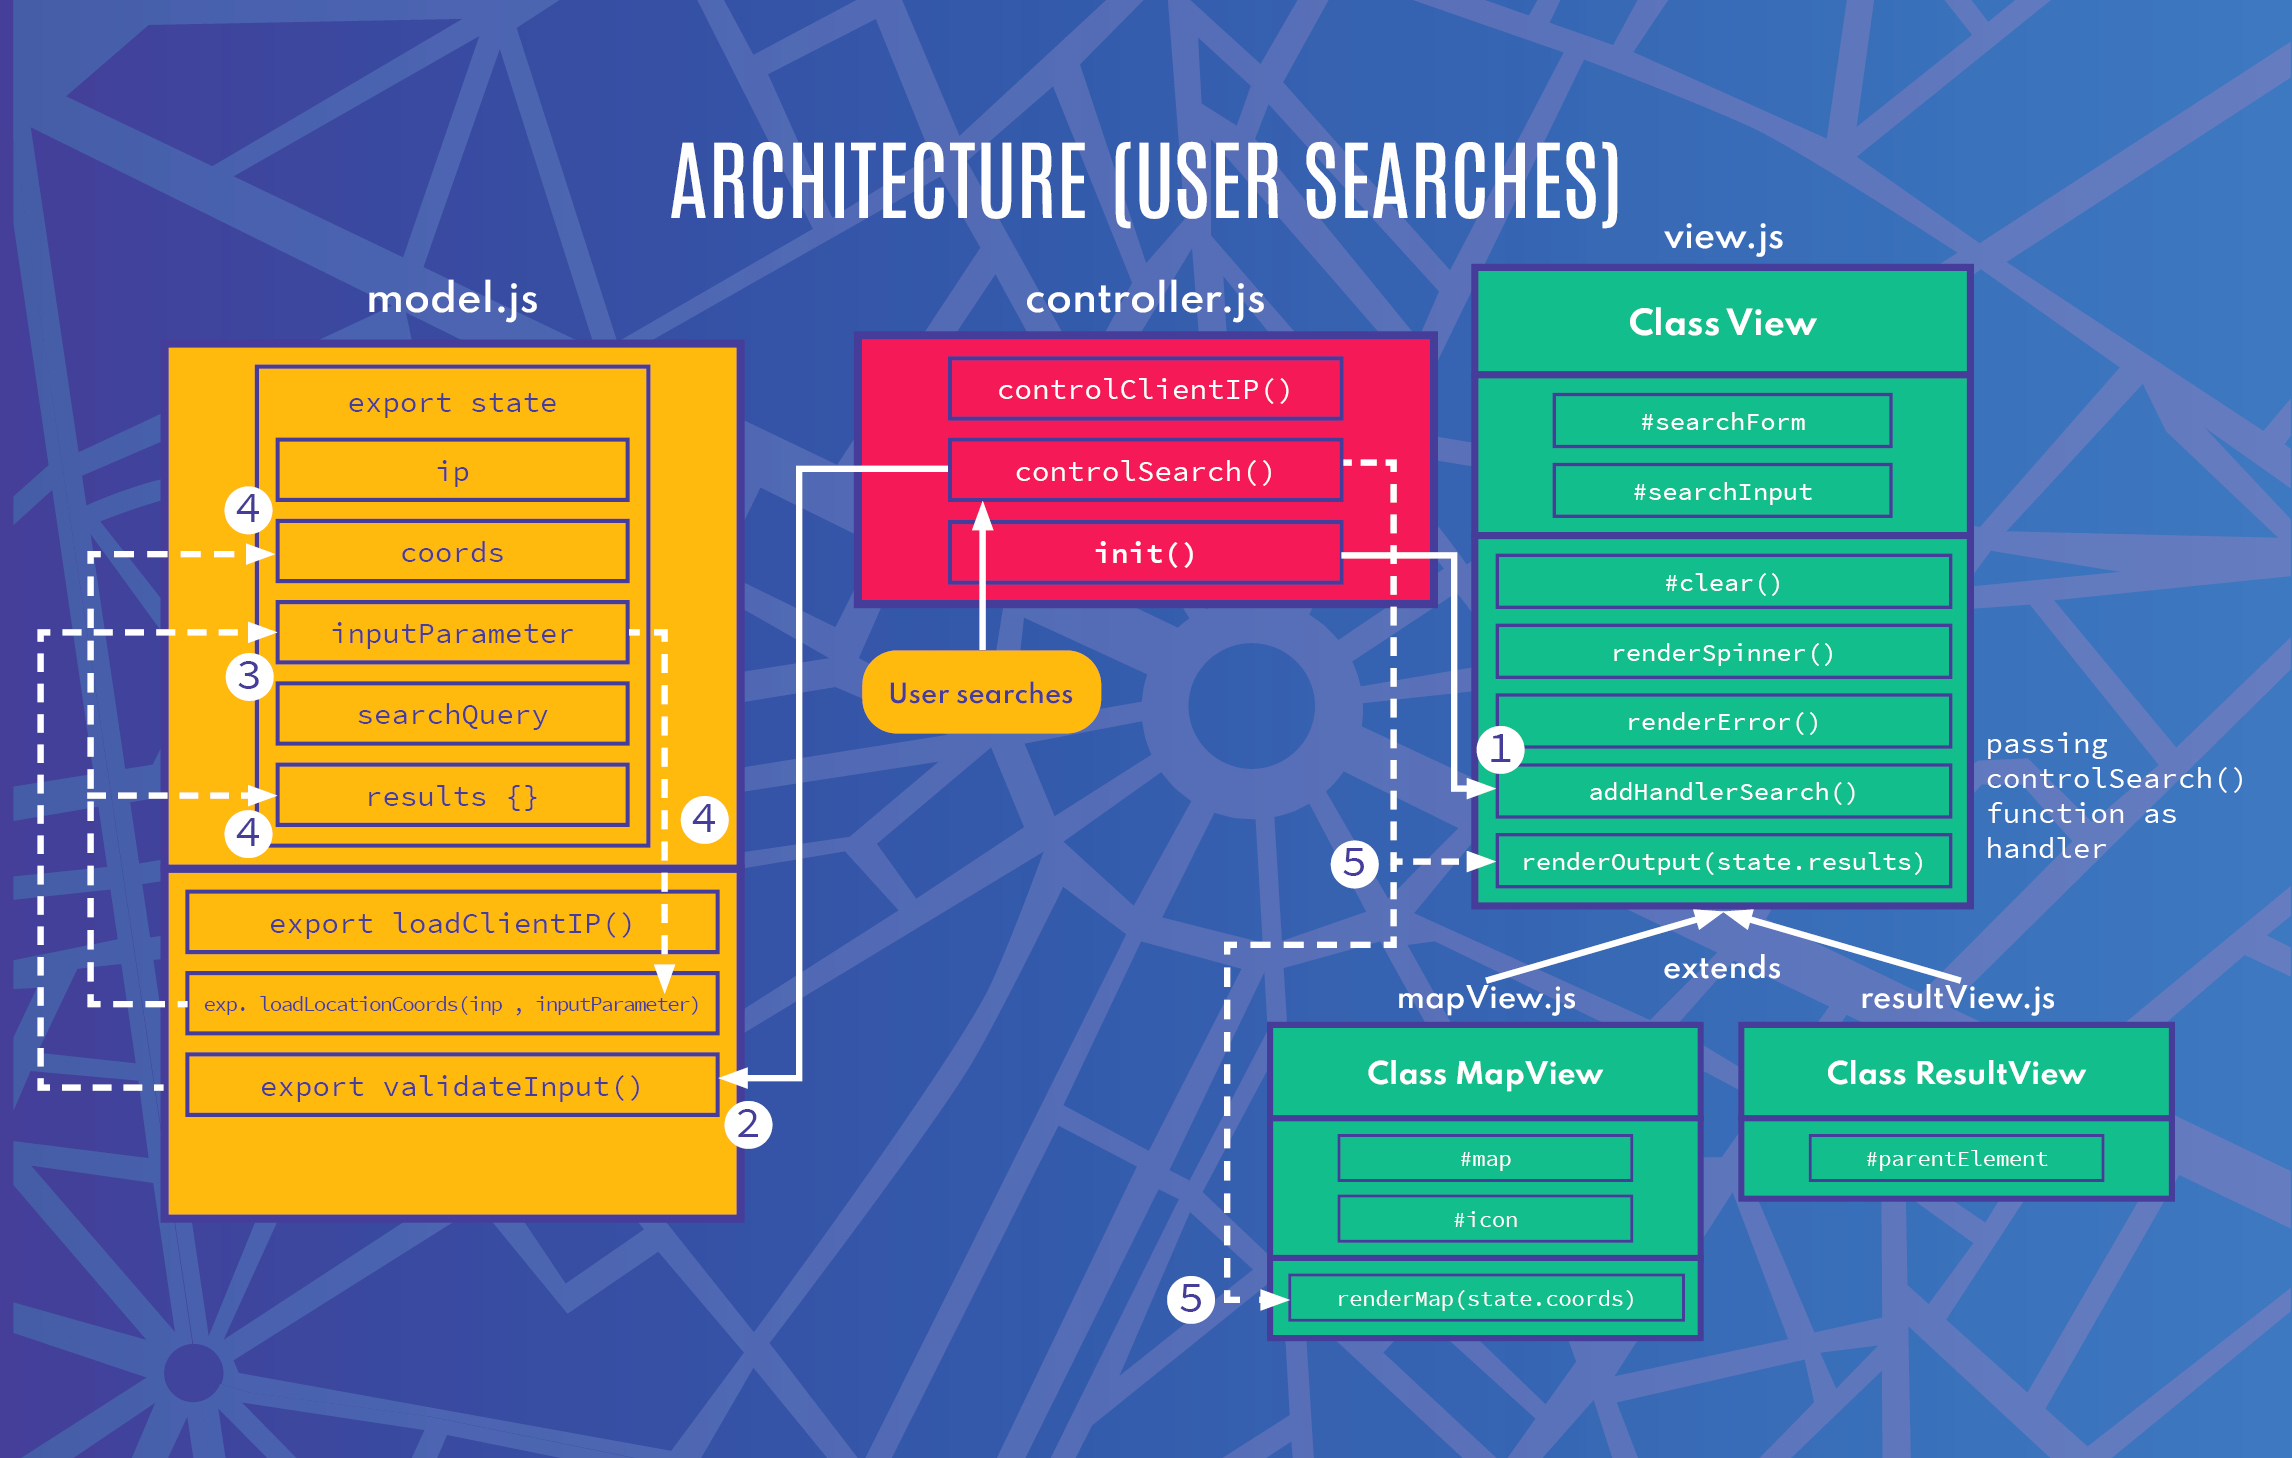 ARCHITECTURE (USER SEARCHES)
model.js
export state
ip
4
coords
inputParameter
3
searchQuery
results {}
4
4
export loadClientIP()
exp. loadLocationCoords(inp , inputParameter)
export validateInput()
2
controller.js
controlClientIP()
controlSearch()
init()
User searches
view.js
Class View
#searchForm
#searchInput
#clear()
renderSpinner()
renderError()
1
addHandlerSearch()
5
renderOutput(state.results)
passing
controlSearch()
function as
handler
extends
mapView.js
Class MapView
#map
#icon
5
renderMap(state.coords)
resultView.js
Class ResultView
#parentElement